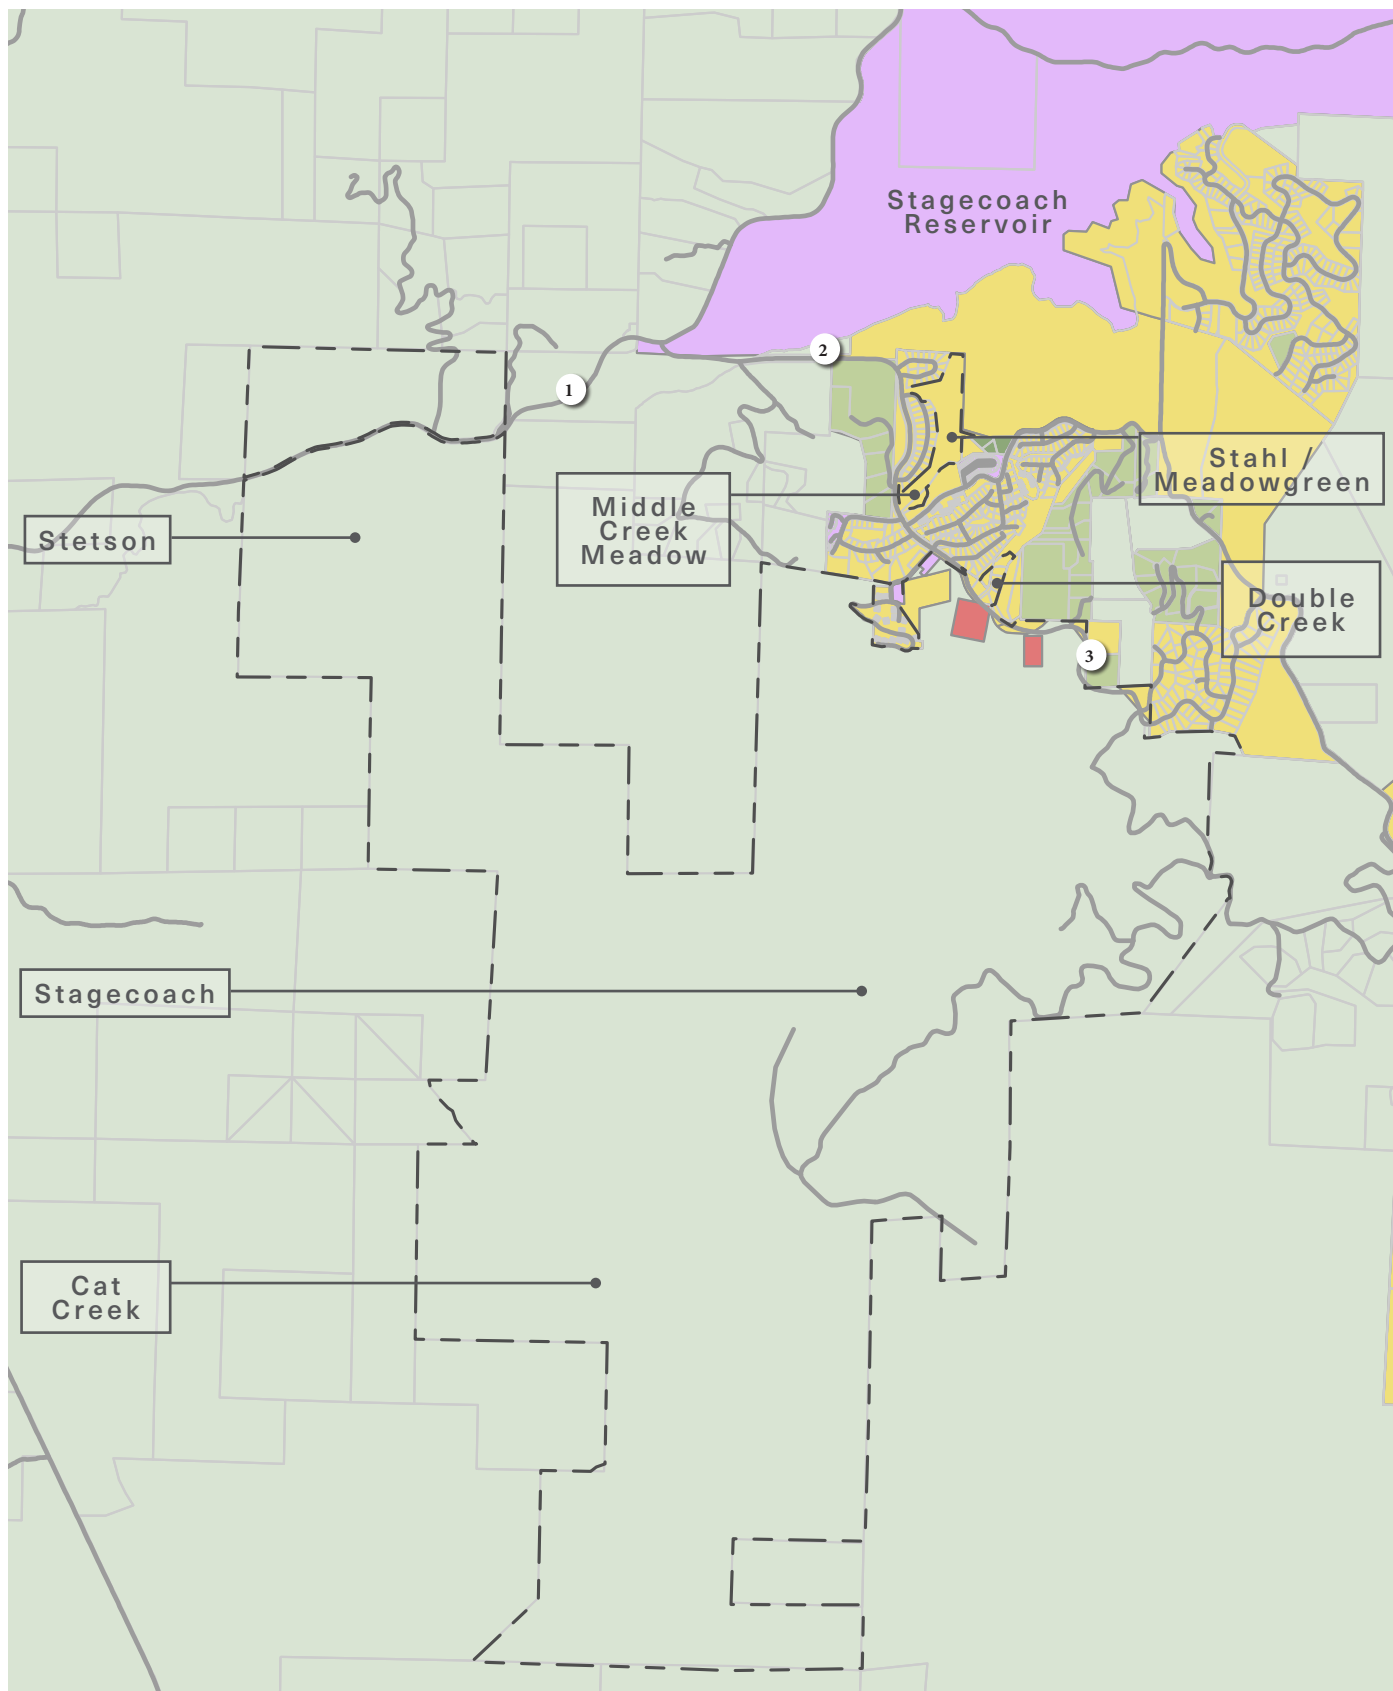 Stagecoach
Reservoir
2
1
Stahl /
Meadowgreen
Middle
Creek
Meadow
Stetson
Double
Creek
3
Stagecoach
Cat
Creek